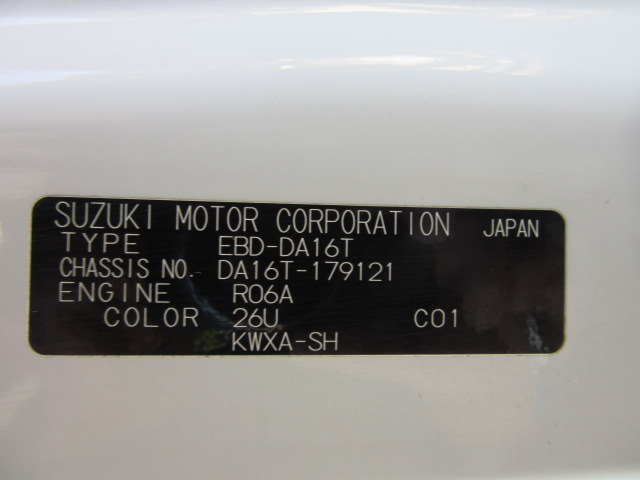 SUZUKI MOTOR CORPORATION JAPAN
TYPE EBD-DA16T
CHASSIS NO. DA16T-179121
ENGINE R06A
COLOR 26U C01
KWXA-SH